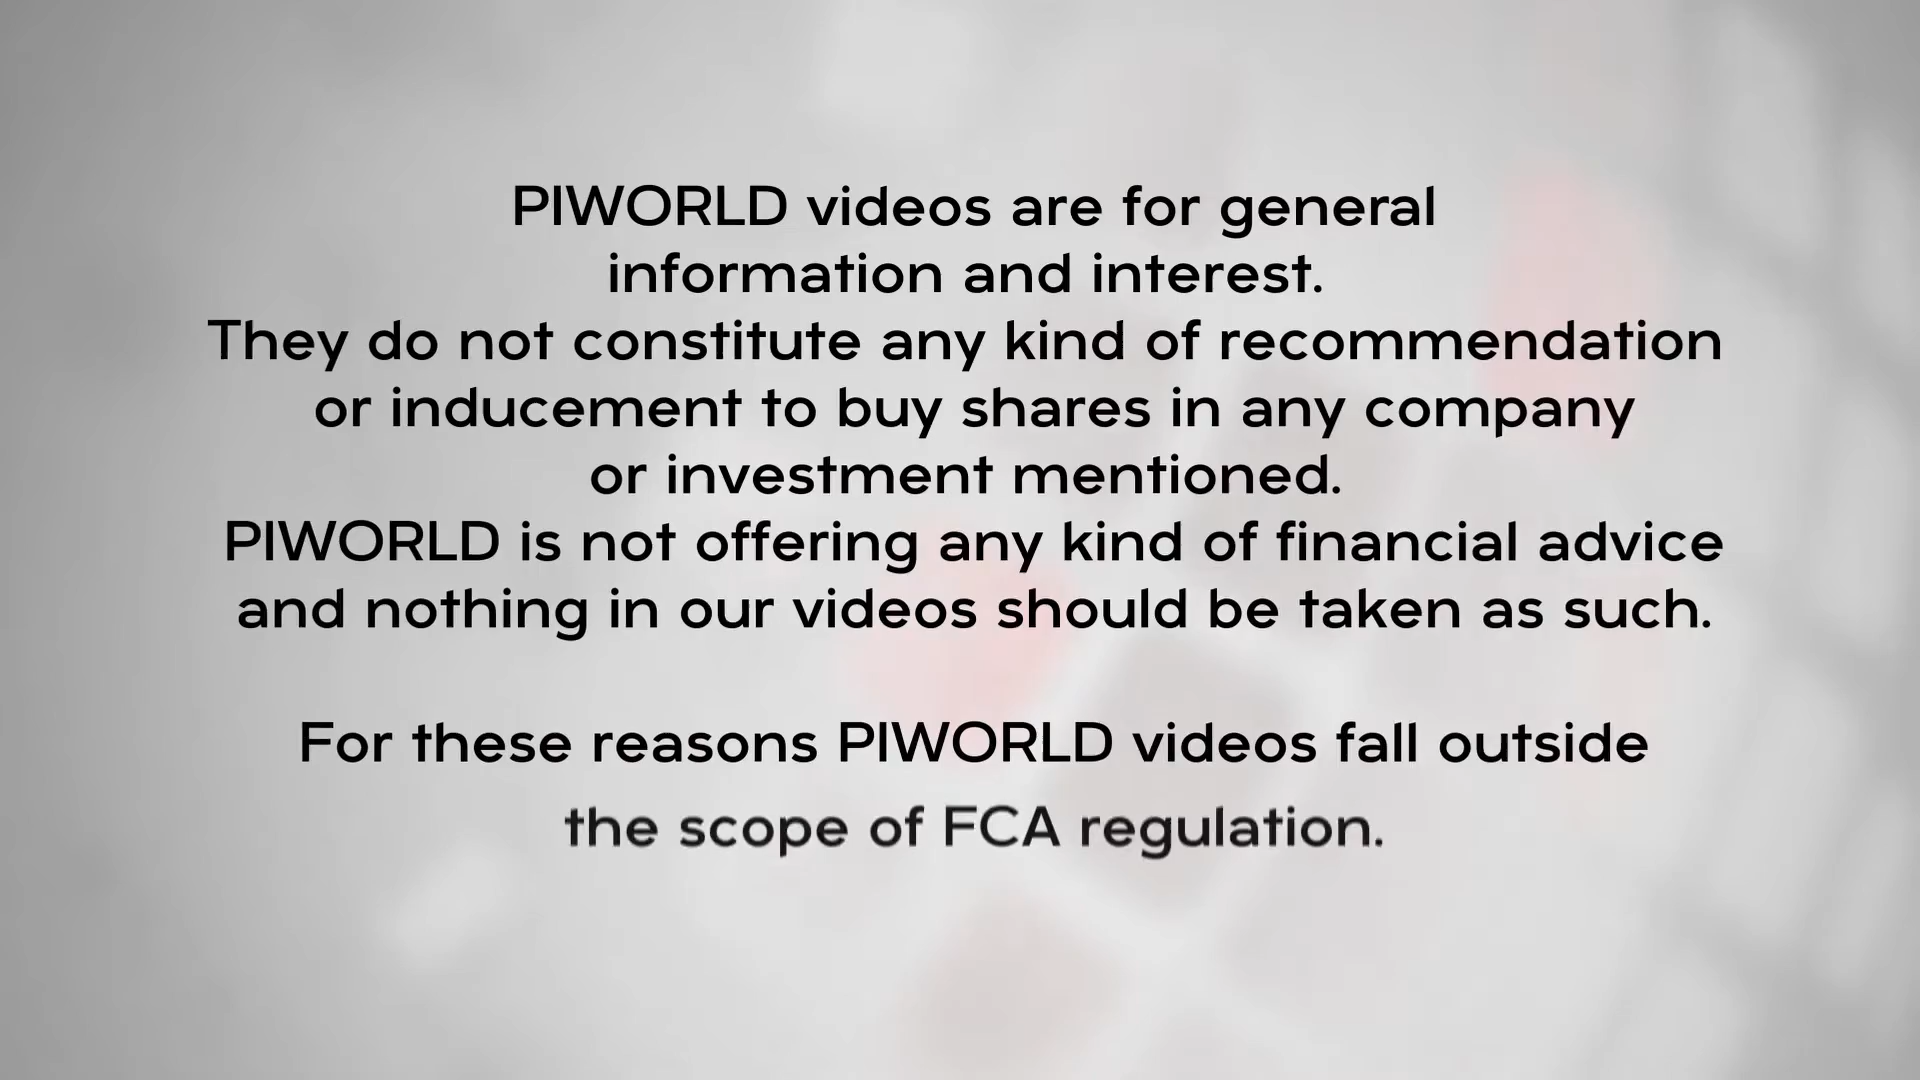 PIWORLD videos are for general
information and interest.
They do not constitute any kind of recommendation
or inducement to buy shares in any company
or investment mentioned.
PIWORLD is not offering any kind of financial advice
and nothing in our videos should be taken as such.
For these reasons PIWORLD videos fall outside
the scope of FCA regulation.